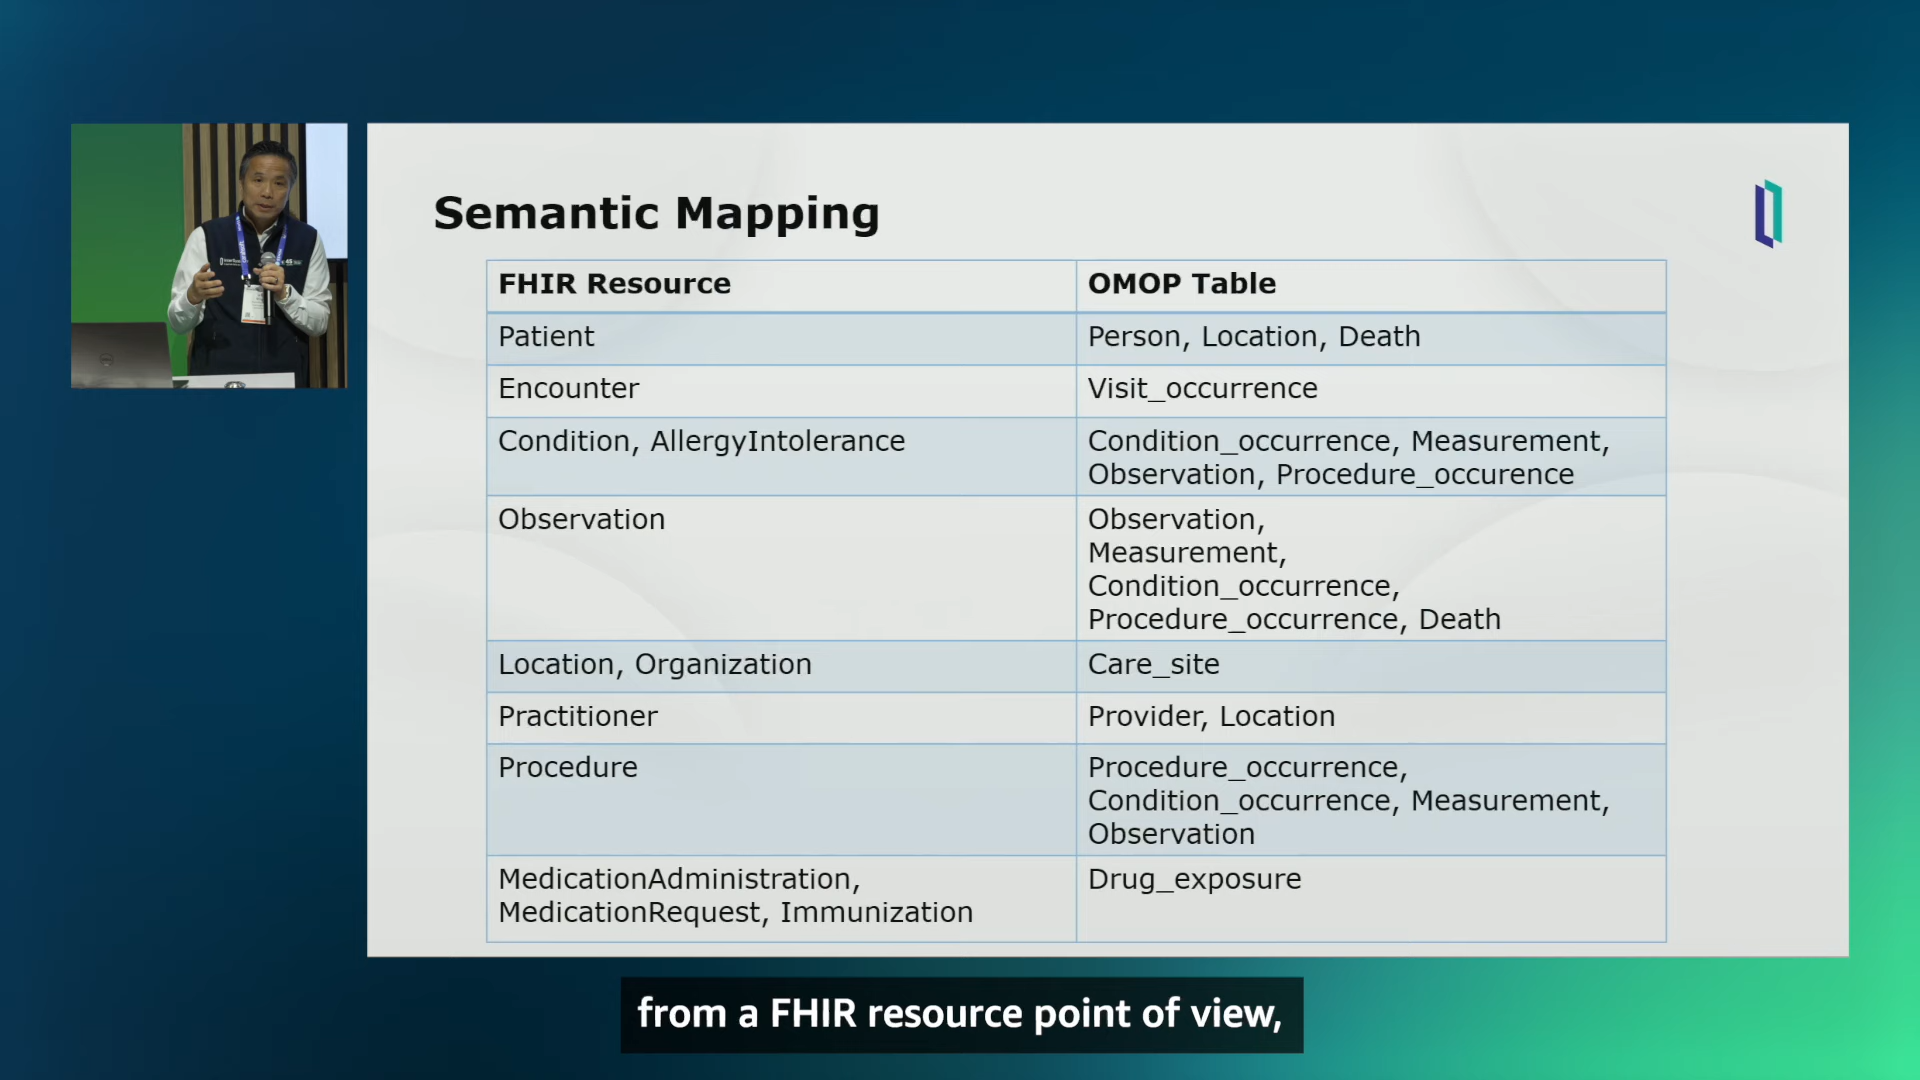 Semantic Mapping
FHIR Resource
OMOP Table
Patient
Person, Location, Death
Encounter
Visit_occurrence
Condition, AllergyIntolerance
Condition_occurrence, Measurement,
Observation, Procedure_occurence
Observation
Observation,
Measurement,
Condition_occurrence,
Procedure_occurrence, Death
Location, Organization
Care_site
Practitioner
Provider, Location
Procedure
Procedure_occurrence,
Condition_occurrence, Measurement,
Observation
MedicationAdministration,
MedicationRequest, Immunization
Drug_exposure
from a FHIR resource point of view,